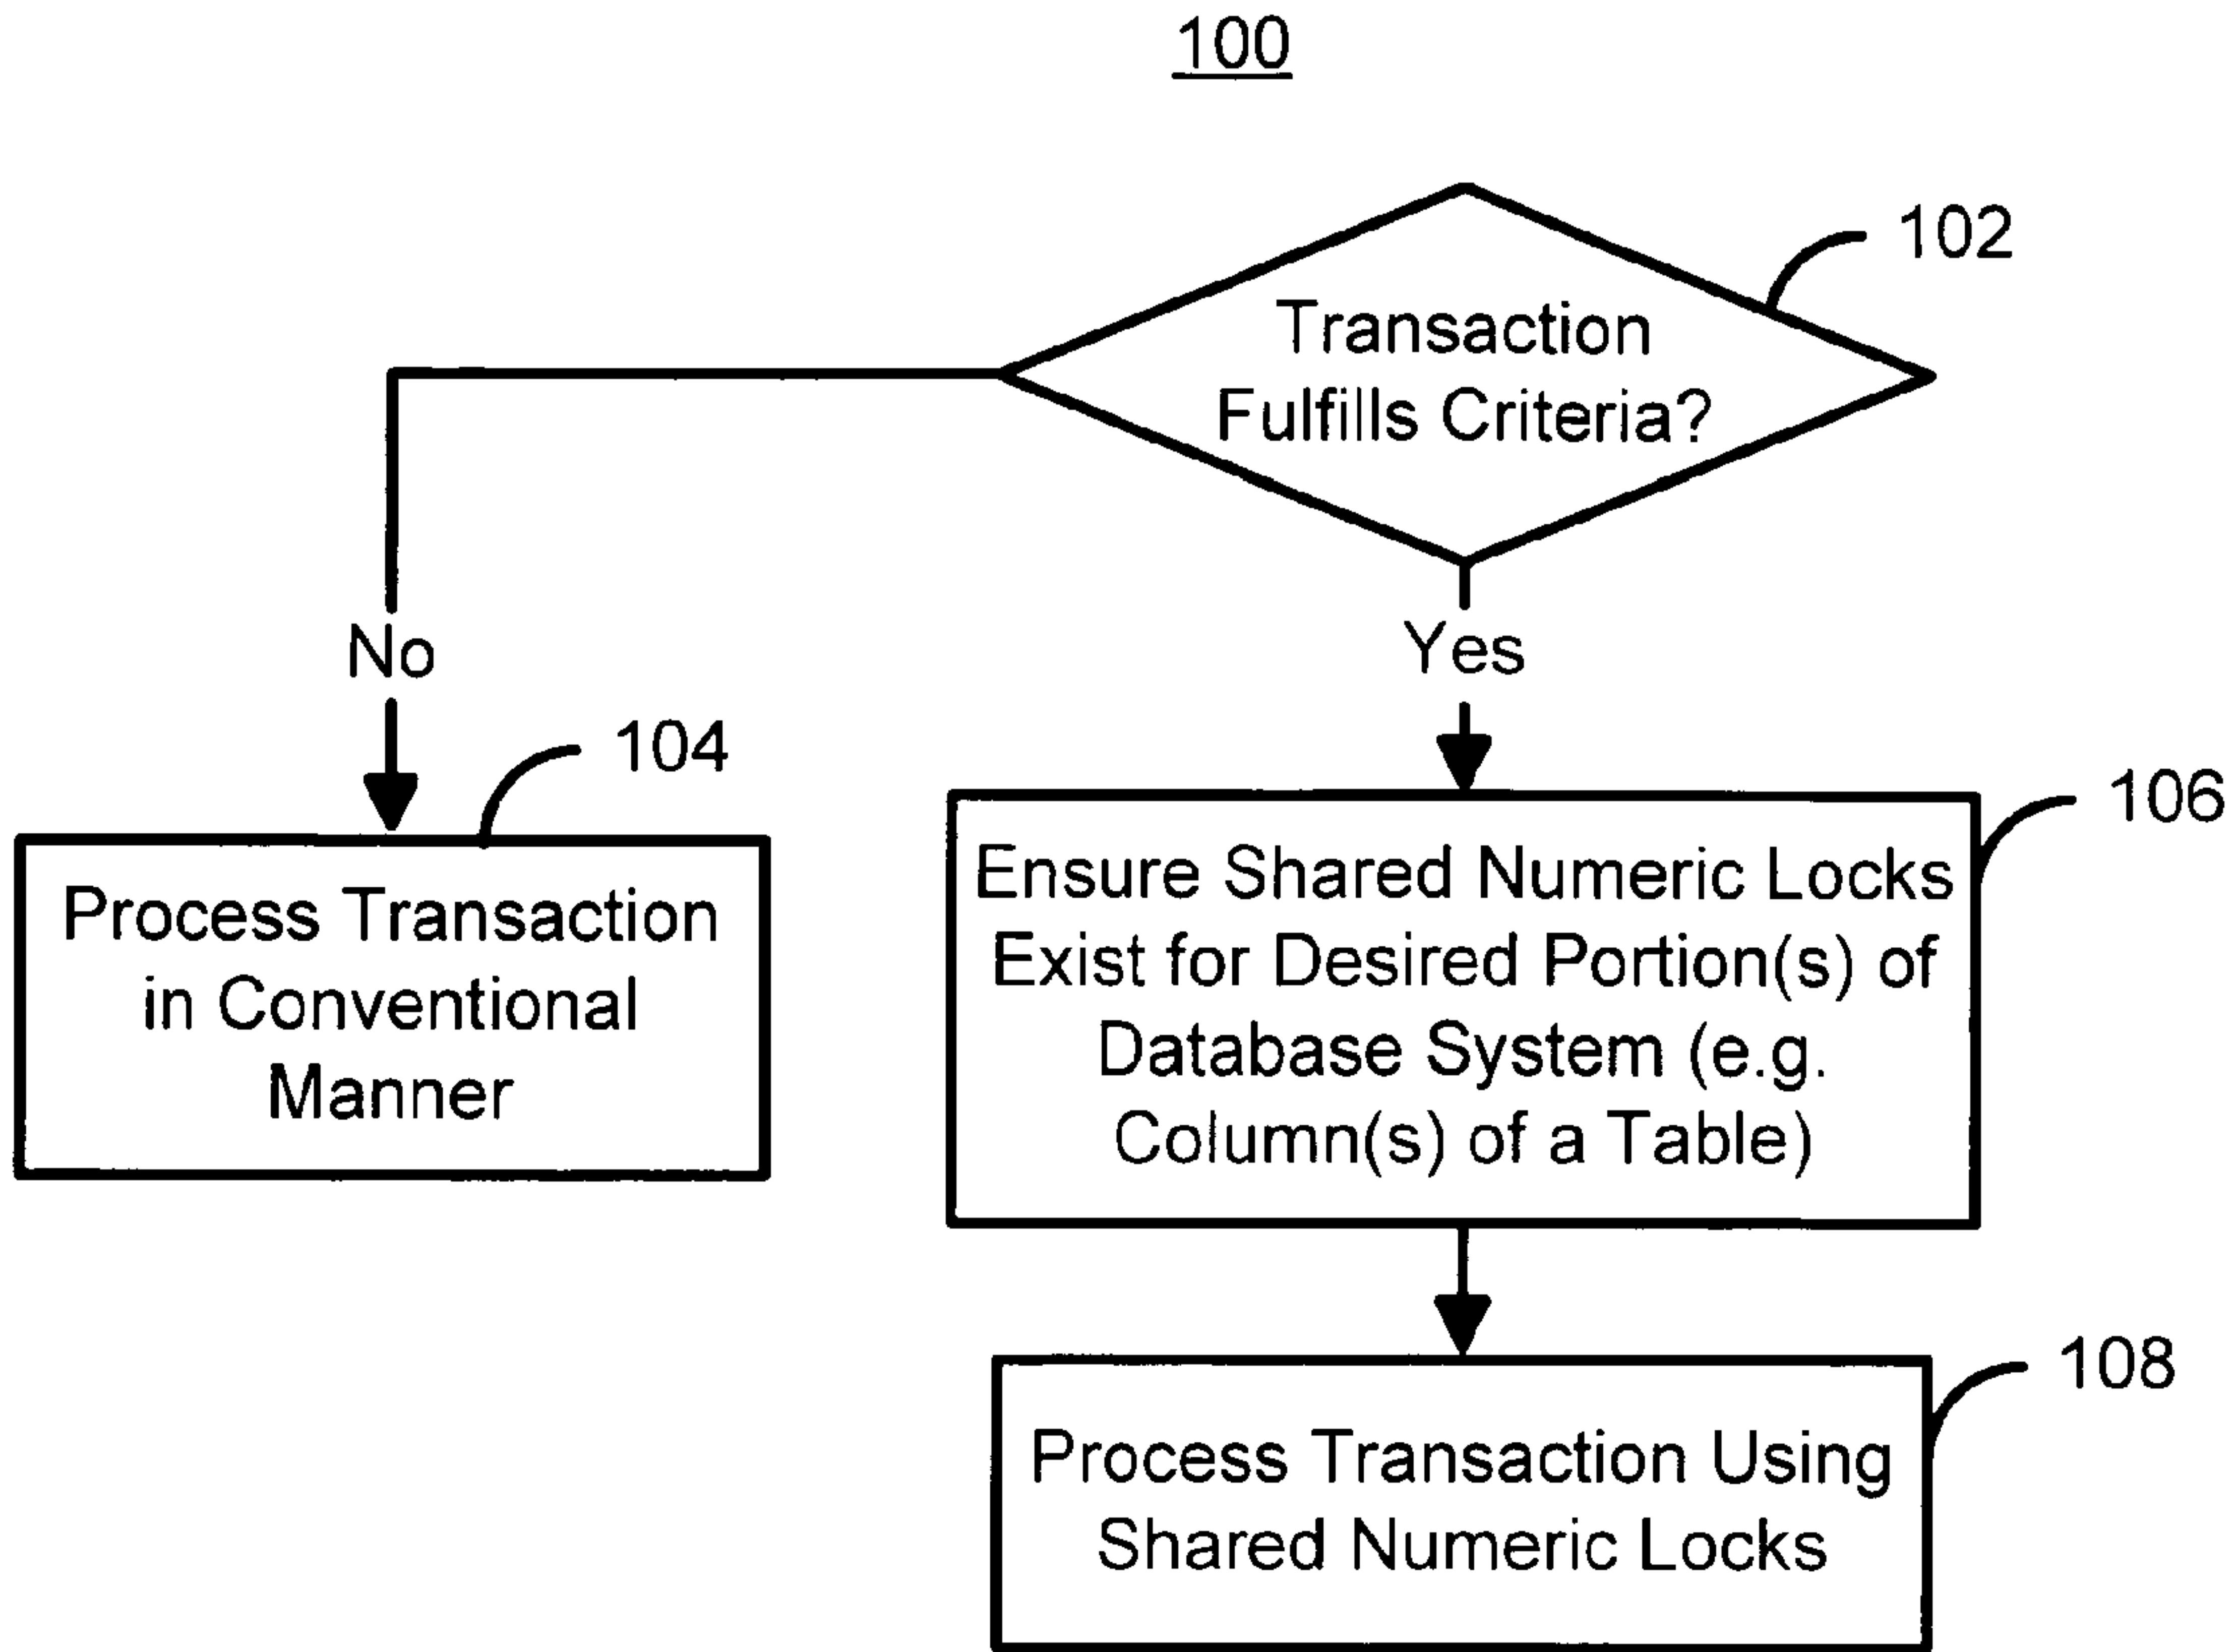 100
102
Transaction
Fulfills Criteria?
No
Yes
104
106
Process Transaction
in Conventional
Manner
Ensure Shared Numeric Locks
Exist for Desired Portion(s) of
Database System (e.g.
Column(s) of a Table)
108
Process Transaction Using
Shared Numeric Locks